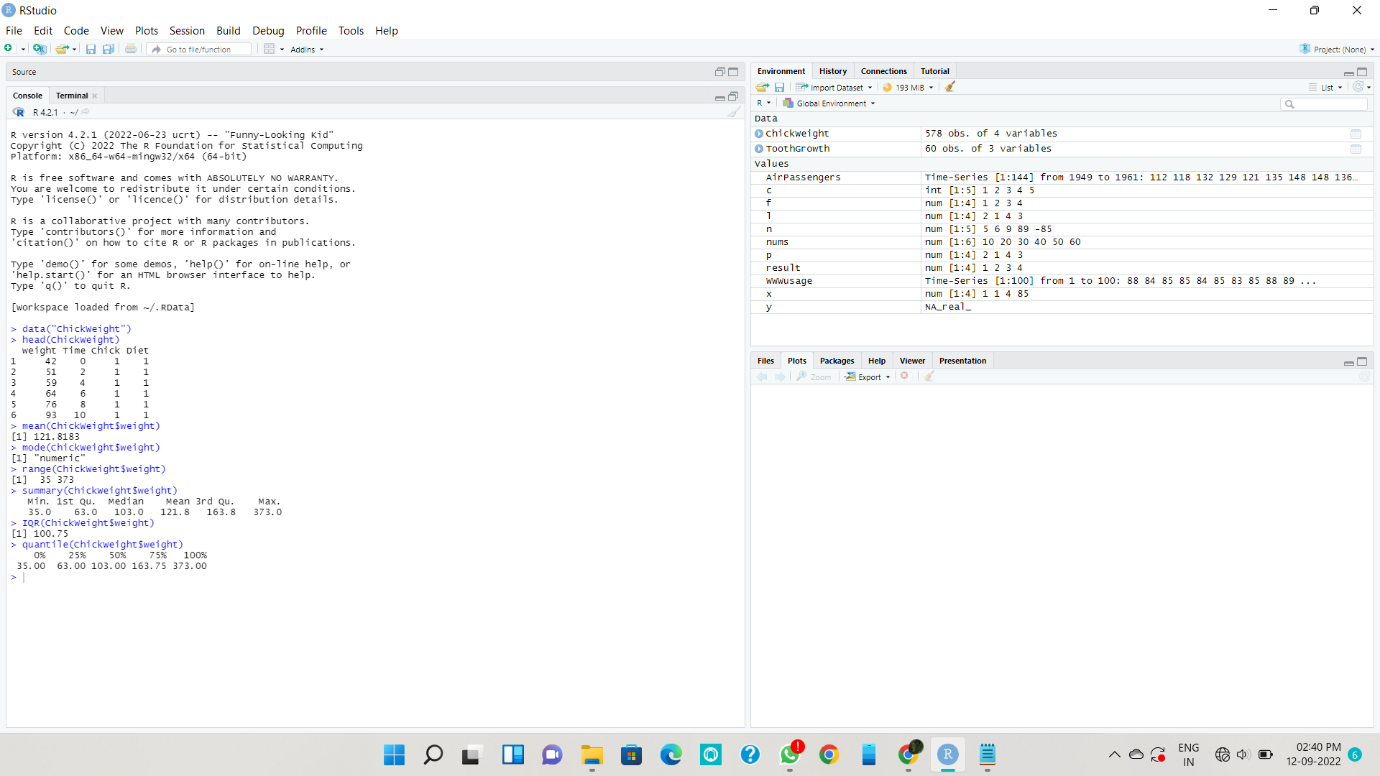 RStudio
File Edit Code View Plots Session Build Debug Profile Tools Help
Go to file/function Addins Project: (None)
Source
Console Terminal
R 4.2.1 · ~/
R version 4.2.1 (2022-06-23 ucrt) -- "Funny-Looking Kid"
Copyright (C) 2022 The R Foundation for Statistical Computing
Platform: x86_64-w64-mingw32/x64 (64-bit)
R is free software and comes with ABSOLUTELY NO WARRANTY.
You are welcome to redistribute it under certain conditions.
Type 'license()' or 'licence()' for distribution details.
R is a collaborative project with many contributors.
Type 'contributors()' for more information and
'citation()' on how to cite R or R packages in publications.
Type 'demo()' for some demos, 'help()' for on-line help, or
'help.start()' for an HTML browser interface to help.
Type 'q()' to quit R.
[Workspace loaded from ~/.RData]
> data("ChickWeight")
> head(ChickWeight)
  weight Time Chick Diet
1     42    0     1    1
2     51    2     1    1
3     59    4     1    1
4     64    6     1    1
5     76    8     1    1
6     93   10     1    1
> mean(ChickWeight$weight)
[1] 121.8183
> mode(ChickWeight$weight)
[1] "numeric"
> range(ChickWeight$weight)
[1]  35 373
> summary(ChickWeight$weight)
   Min. 1st Qu.  Median    Mean 3rd Qu.    Max.
   35.0    63.0   103.0   121.8   163.8   373.0
> IQR(ChickWeight$weight)
[1] 100.75
> quantile(ChickWeight$weight)
    0%    25%    50%    75%   100%
 35.00  63.00 103.00 163.75 373.00
>
Environment History Connections Tutorial
Import Dataset 193 MiB List
R Global Environment
Data
ChickWeight 578 obs. of 4 variables
ToothGrowth 60 obs. of 3 variables
Values
AirPassengers Time-Series [1:144] from 1949 to 1961: 112 118 132 129 121 135 148 148 136…
c int [1:5] 1 2 3 4 5
f num [1:4] 1 2 3 4
l num [1:4] 2 1 4 3
n num [1:5] 5 6 9 89 -85
nums num [1:6] 10 20 30 40 50 60
p num [1:4] 2 1 4 3
result num [1:4] 1 2 3 4
WWWusage Time-Series [1:100] from 1 to 100: 88 84 85 85 84 85 83 85 88 89 ...
x num [1:4] 1 1 4 85
y NA_real_
Files Plots Packages Help Viewer Presentation
Zoom Export
ENG
IN
02:40 PM
12-09-2022
6